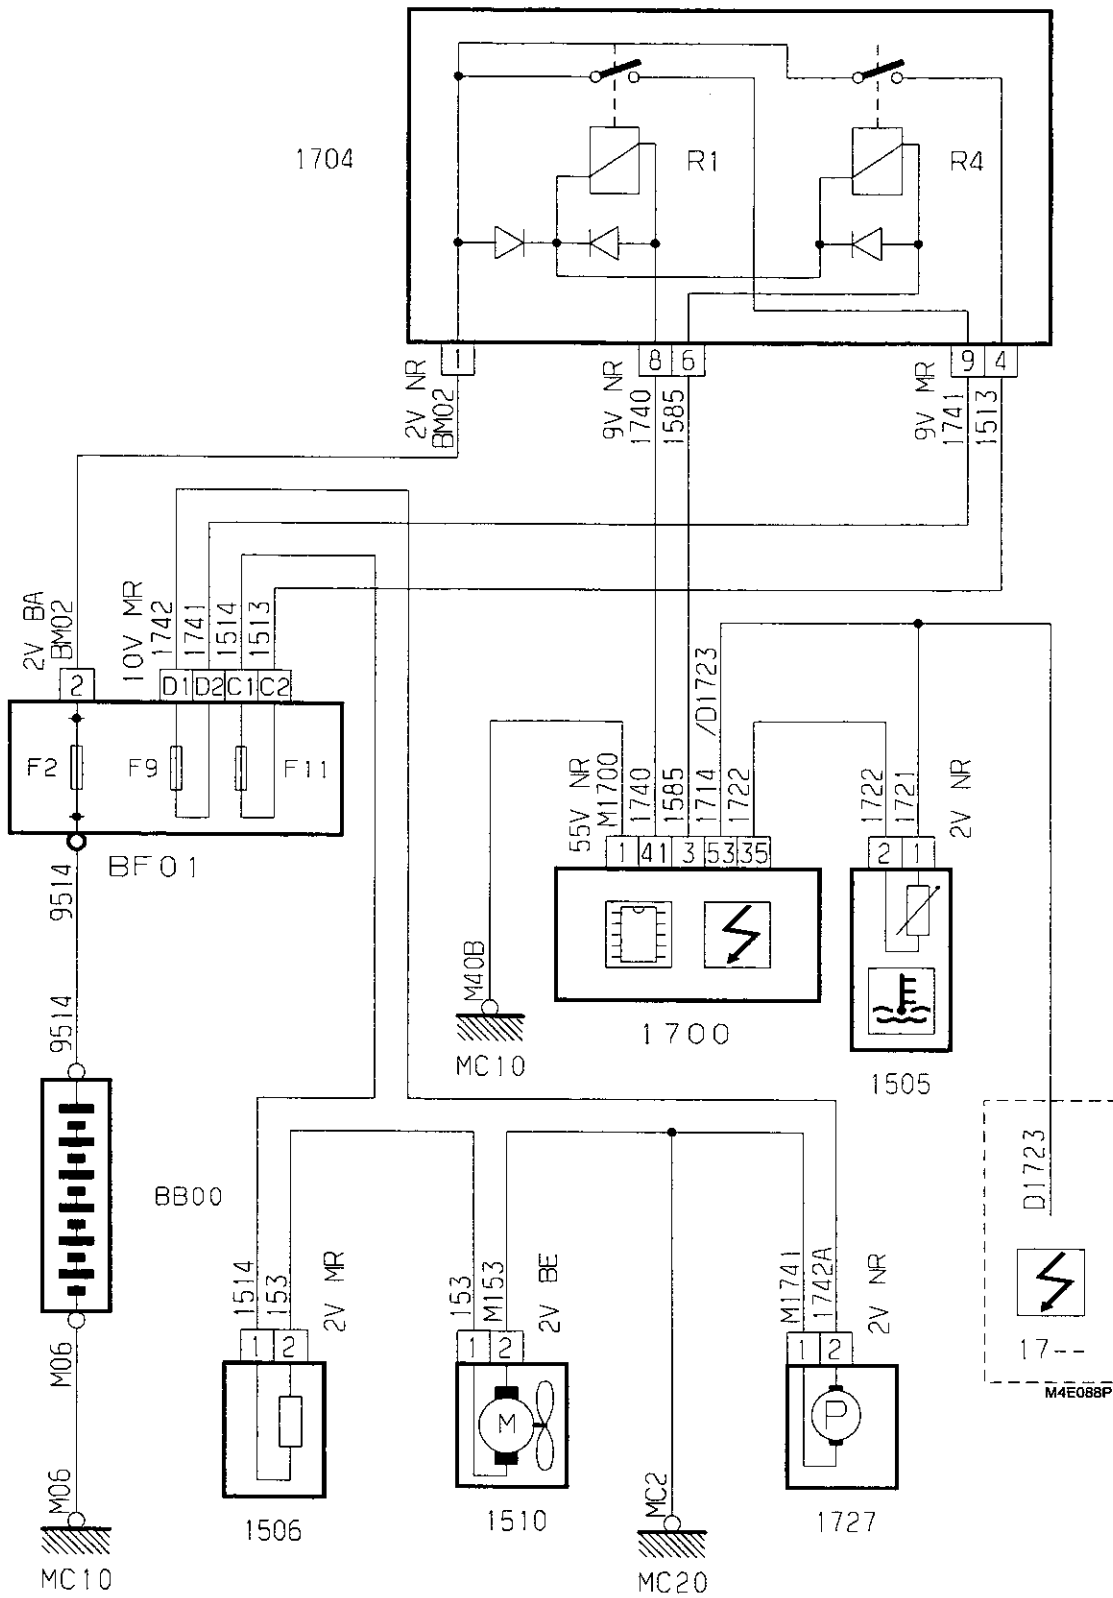 1704
R1
R4
1
8 6
9 4
2V NR
BM02
9V NR
1740
1585
9V MR
1741
1513
2V BA
BM02
10V MR
1742
1741
1514
1513
2
D1 D2 C1 C2
F2
F9
F11
BF01
/D1723
55V NR
M1700
1740
1585
1714
1722
1722
1721
2V NR
1 41 3 53 35
2 1
9514
M40B
MC10
1700
1505
9514
BB00
D1723
17--
M4E088P
1514
153
2V MR
153
M153
2V BE
M1741
1742A
2V NR
1 2
1 2
1 2
M
P
M06
M06
MC10
1506
1510
MC2
MC20
1727